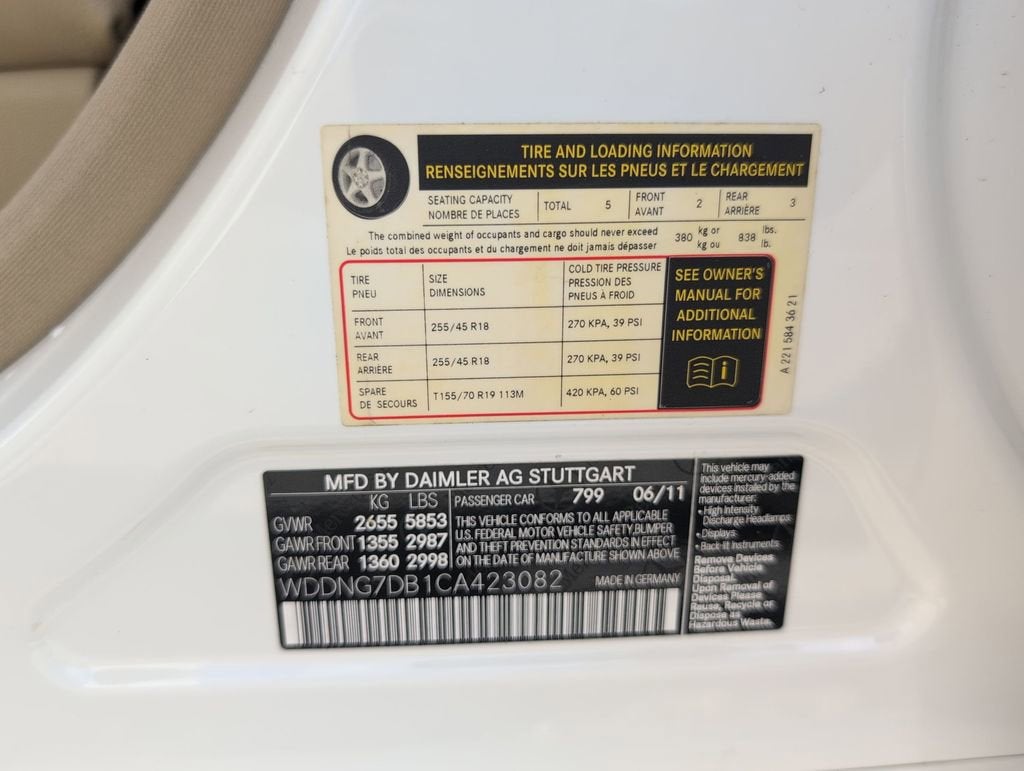 TIRE AND LOADING INFORMATION
RENSEIGNEMENTS SUR LES PNEUS ET LE CHARGEMENT
SEATING CAPACITY
NOMBRE DE PLACES
TOTAL 5
FRONT
AVANT
2
REAR
ARRIÈRE
3
The combined weight of occupants and cargo should never exceed
Le poids total des occupants et du chargement ne doit jamais dépasser
380 kg or
kg ou
838 lbs.
lb.
TIRE
PNEU
SIZE
DIMENSIONS
COLD TIRE PRESSURE
PRESSION DES
PNEUS À FROID
FRONT
AVANT
255/45 R18
270 KPA, 39 PSI
REAR
ARRIÈRE
255/45 R18
270 KPA, 39 PSI
SPARE
DE SECOURS
T155/70 R19 113M
420 KPA, 60 PSI
SEE OWNER'S
MANUAL FOR
ADDITIONAL
INFORMATION
i
A 221 584 36 21
MFD BY DAIMLER AG STUTTGART
KG LBS
GVWR 2655 5853
GAWR FRONT 1355 2987
GAWR REAR 1360 2998
PASSENGER CAR 799 06/11
THIS VEHICLE CONFORMS TO ALL APPLICABLE
U.S. FEDERAL MOTOR VEHICLE SAFETY,BUMPER
AND THEFT PREVENTION STANDARDS IN EFFECT
ON THE DATE OF MANUFACTURE SHOWN ABOVE
WDDNG7DB1CA423082
MADE IN GERMANY
This vehicle may
include mercury-added
devices installed by the
manufacturer:
• High Intensity
Discharge Headlamps
• Displays
• Back lit Instruments
Remove Devices
Before Vehicle
Disposal.
Upon Removal of
Devices Please
Reuse, Recycle or
Dispose as
Hazardous Waste.